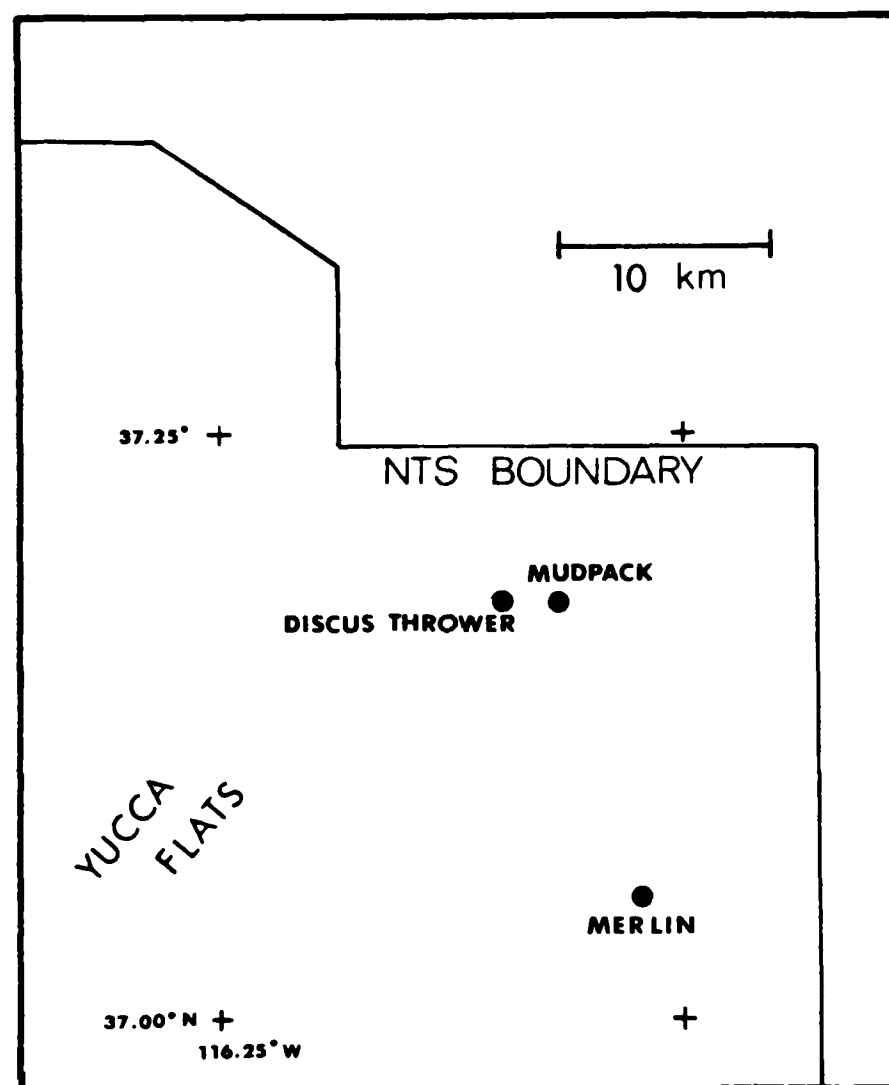 10 km
37.25°
NTS BOUNDARY
MUDPACK
DISCUS THROWER
YUCCA
FLATS
MERLIN
37.00° N
116.25° W